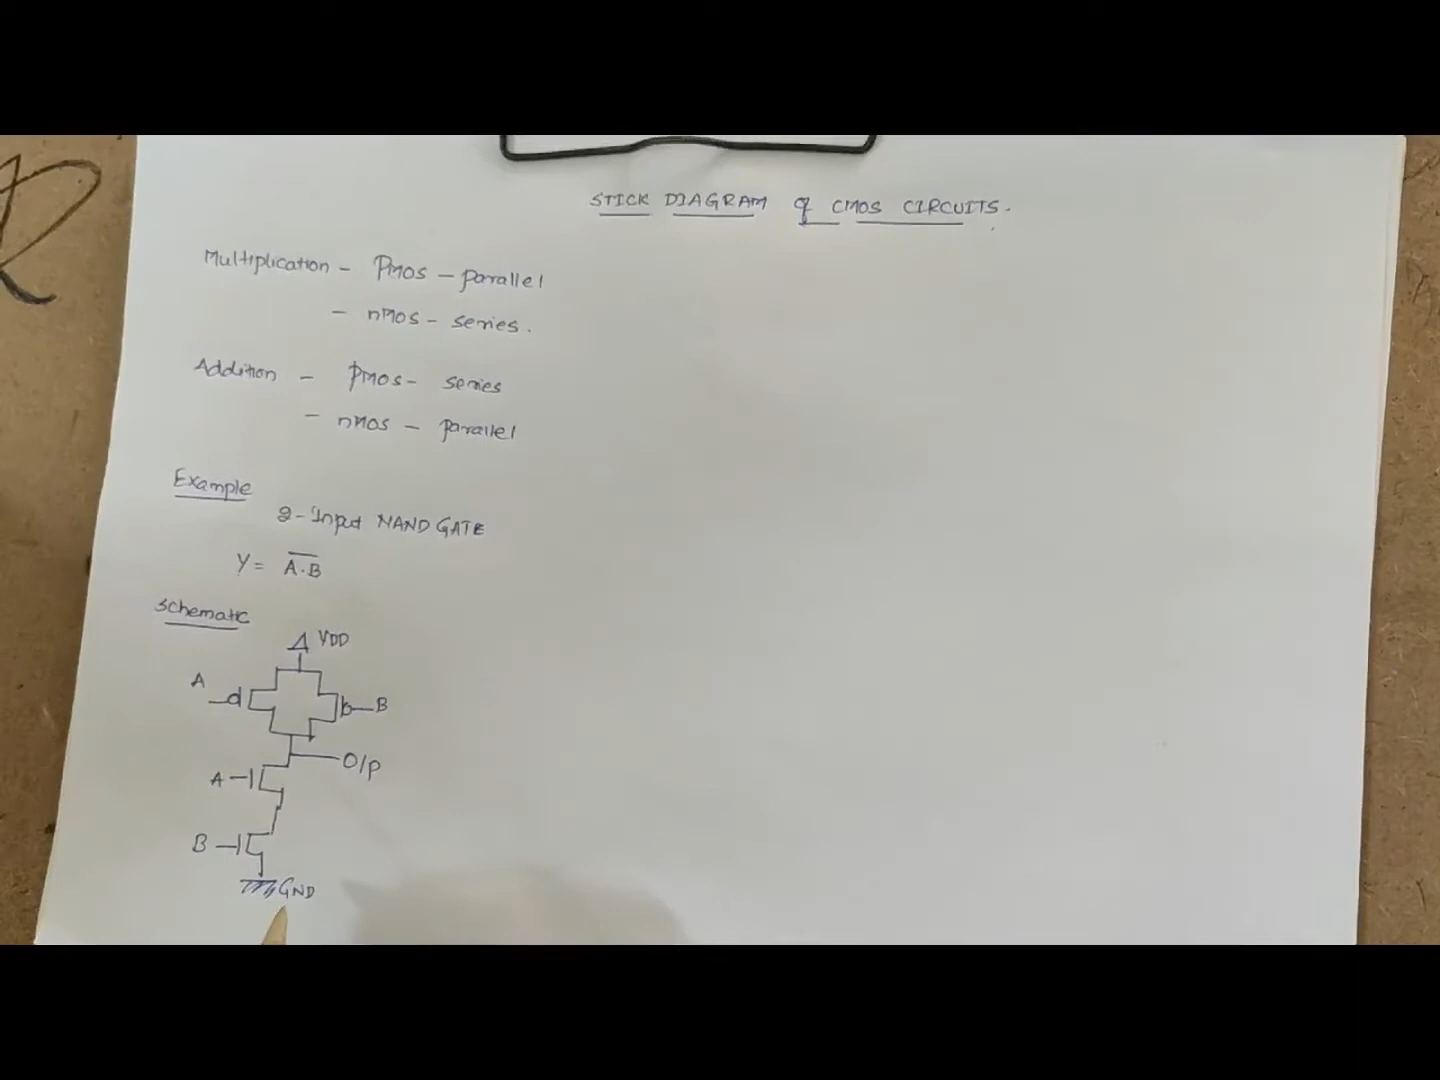 STICK DIAGRAM of CMOS CIRCUITS.
Multiplication - PMOS - parallel
- nMOS - series.
Addition - PMOS - series
- nMOS - parallel
Example
2-Input NAND GATE
Y = A̅.̅B̅
Schematic
VDD
A
B
O/P
A
B
GND